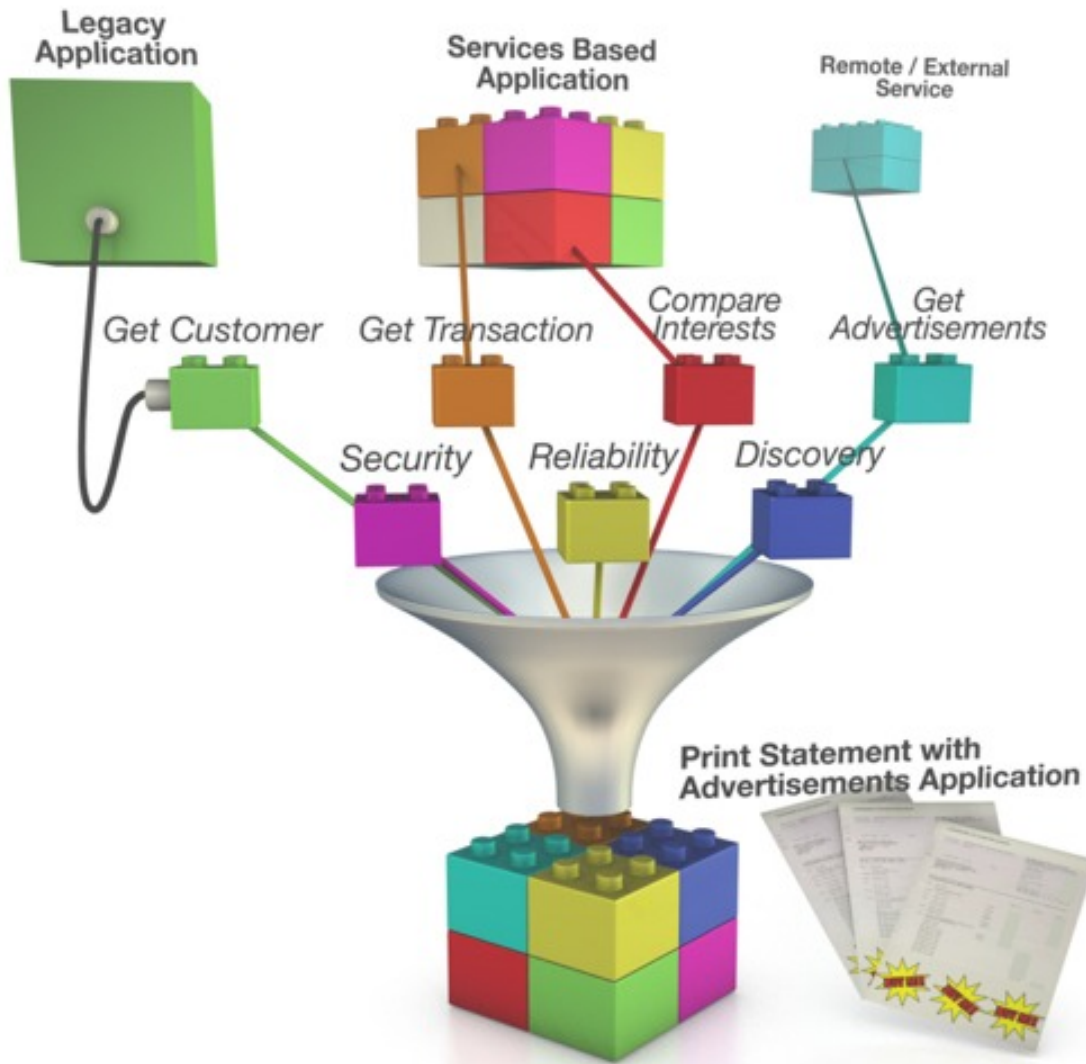 Legacy
Application
Services Based
Application
Remote / External
Service
Get Customer
Get Transaction
Compare
Interests
Get
Advertisements
Security
Reliability
Discovery
Print Statement with
Advertisements Application